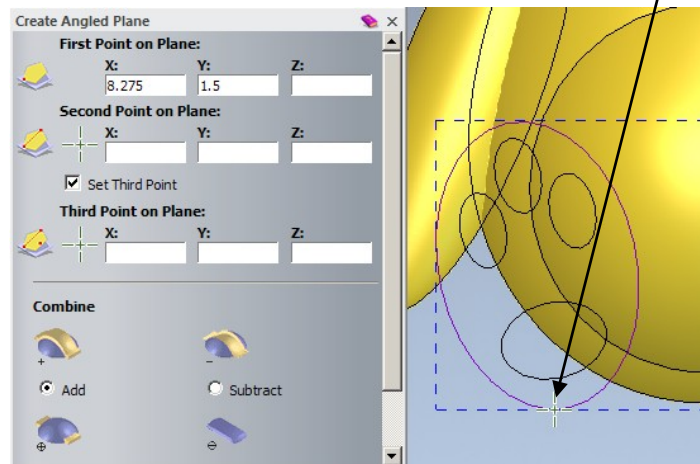 Create Angled Plane
First Point on Plane:
X: Y: Z:
8.275 1.5
Second Point on Plane:
X: Y: Z:
Set Third Point
Third Point on Plane:
X: Y: Z:
Combine
Add Subtract